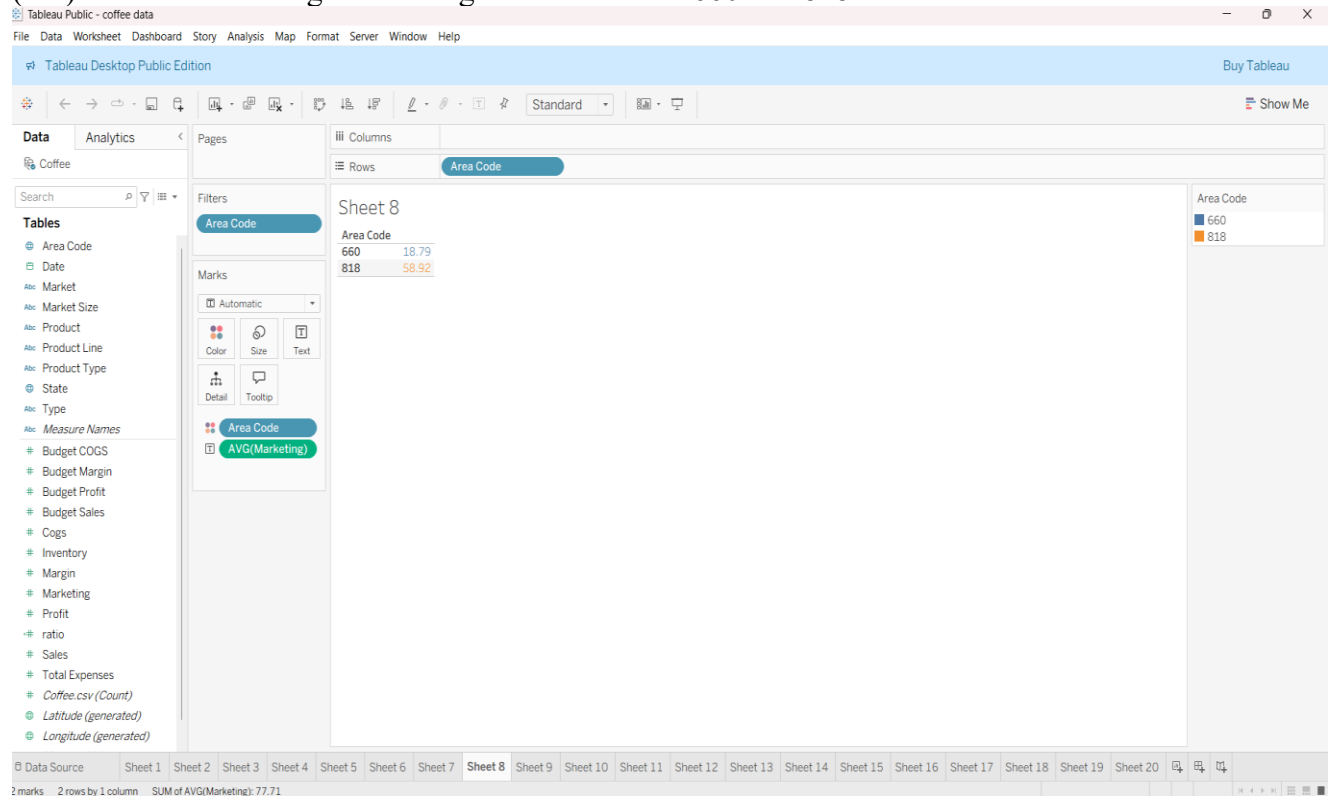 Tableau Public - coffee data
File Data Worksheet Dashboard Story Analysis Map Format Server Window Help
Tableau Desktop Public Edition
Buy Tableau
Standard
Show Me
Data Analytics
Coffee
Search
Tables
Area Code
Date
Abc Market
Abc Market Size
Abc Product
Abc Product Line
Abc Product Type
State
Abc Type
Abc Measure Names
# Budget COGS
# Budget Margin
# Budget Profit
# Budget Sales
# Cogs
# Inventory
# Margin
# Marketing
# Profit
=# ratio
# Sales
# Total Expenses
# Coffee.csv (Count)
Latitude (generated)
Longitude (generated)
Pages
Filters
Area Code
Marks
Automatic
Color Size Text
Detail Tooltip
Area Code
AVG(Marketing)
Columns
Rows Area Code
Sheet 8
Area Code
660 18.79
818 58.92
Area Code
660
818
Data Source Sheet 1 Sheet 2 Sheet 3 Sheet 4 Sheet 5 Sheet 6 Sheet 7 Sheet 8 Sheet 9 Sheet 10 Sheet 11 Sheet 12 Sheet 13 Sheet 14 Sheet 15 Sheet 16 Sheet 17 Sheet 18 Sheet 19 Sheet 20
2 marks 2 rows by 1 column SUM of AVG(Marketing): 77.71